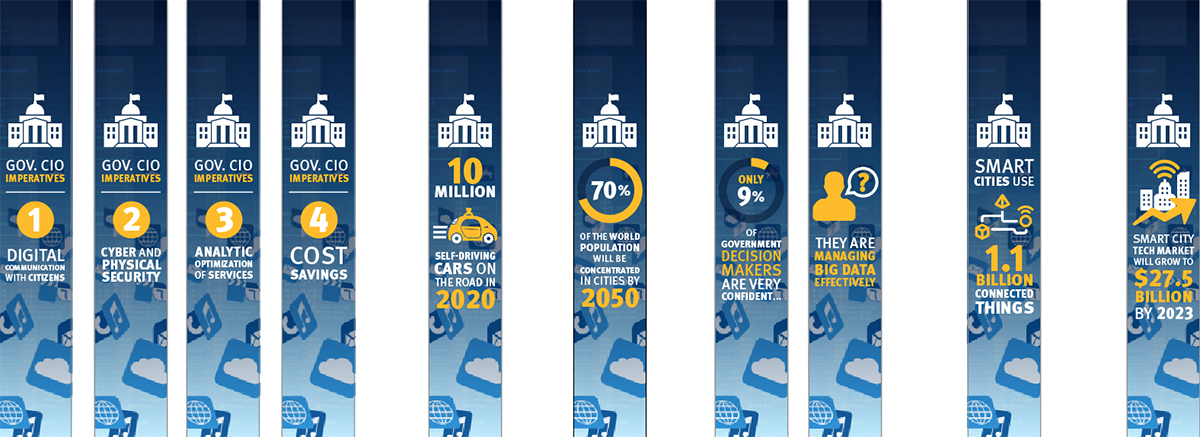 GOV. CIO
IMPERATIVES
1
DIGITAL
COMMUNICATION
WITH CITIZENS
GOV. CIO
IMPERATIVES
2
CYBER AND
PHYSICAL
SECURITY
GOV. CIO
IMPERATIVES
3
ANALYTIC
OPTIMIZATION
OF SERVICES
GOV. CIO
IMPERATIVES
4
COST
SAVINGS
10
MILLION
SELF-DRIVING
CARS ON
THE ROAD IN
2020
70%
OF THE WORLD
POPULATION
WILL BE
CONCENTRATED
IN CITIES BY
2050
ONLY
9%
OF
GOVERNMENT
DECISION
MAKERS
ARE VERY
CONFIDENT...
?
THEY ARE
MANAGING
BIG DATA
EFFECTIVELY
SMART
CITIES USE
1.1
BILLION
CONNECTED
THINGS
SMART CITY
TECH MARKET
WILL GROW TO
$27.5
BILLION
BY 2023